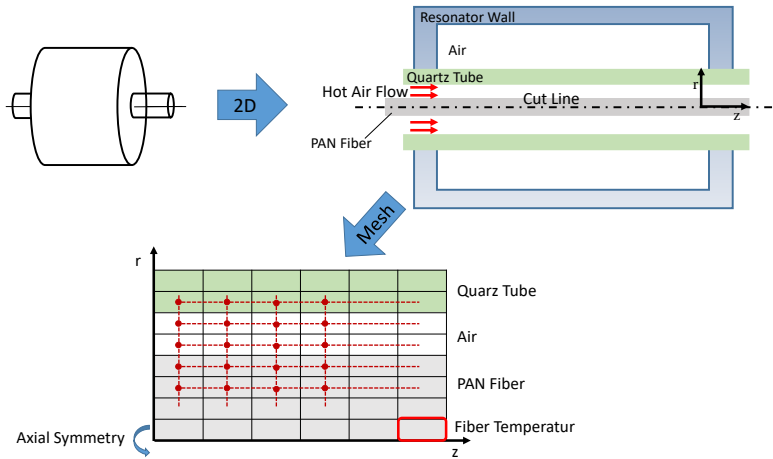 Resonator Wall
Air
Quartz Tube
2D
Hot Air Flow
Cut Line
r
z
PAN Fiber
Mesh
r
Quarz Tube
Air
PAN Fiber
Fiber Temperatur
Axial Symmetry
z